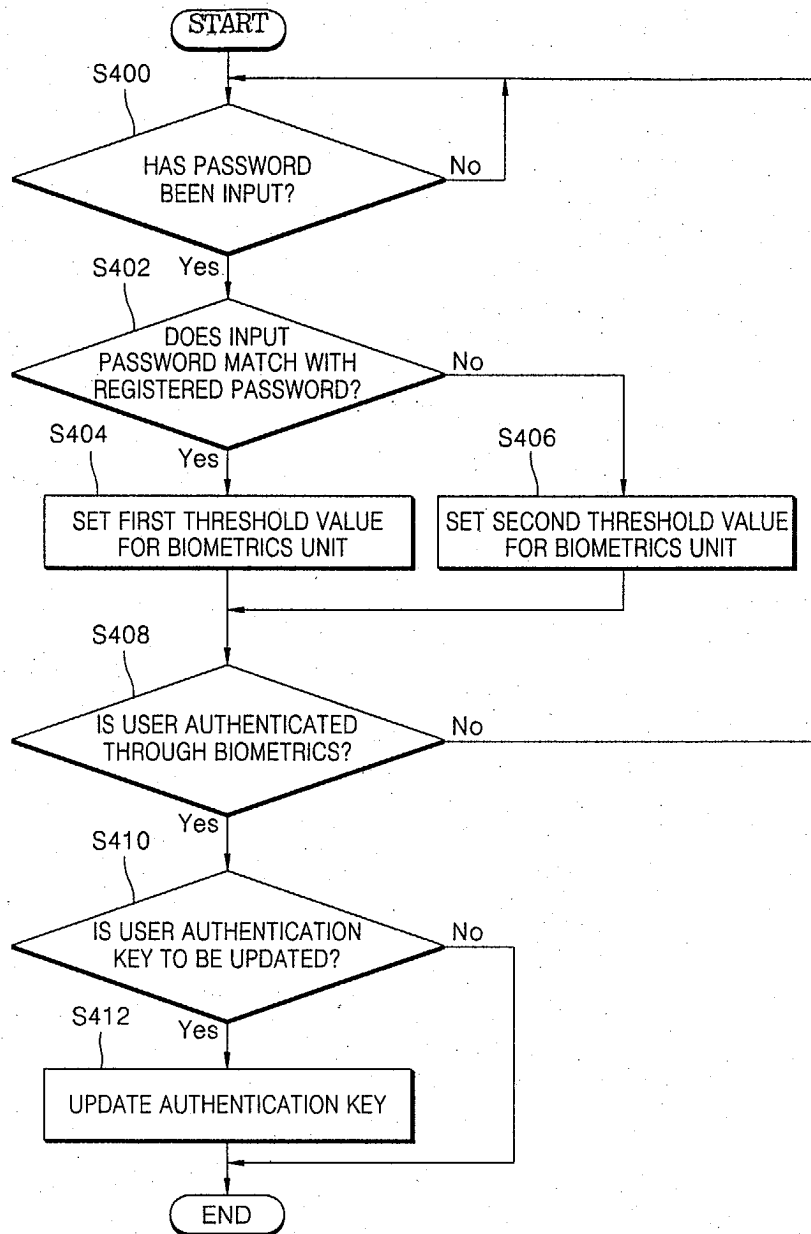 START
S400
HAS PASSWORD
BEEN INPUT?
No
Yes
S402
DOES INPUT
PASSWORD MATCH WITH
REGISTERED PASSWORD?
No
Yes
S404
S406
SET FIRST THRESHOLD VALUE
FOR BIOMETRICS UNIT
SET SECOND THRESHOLD VALUE
FOR BIOMETRICS UNIT
S408
IS USER AUTHENTICATED
THROUGH BIOMETRICS?
No
Yes
S410
IS USER AUTHENTICATION
KEY TO BE UPDATED?
No
Yes
S412
UPDATE AUTHENTICATION KEY
END